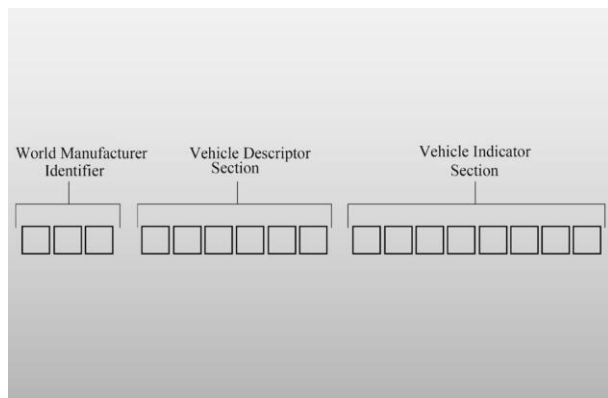 World Manufacturer
Identifier
Vehicle Descriptor
Section
Vehicle Indicator
Section